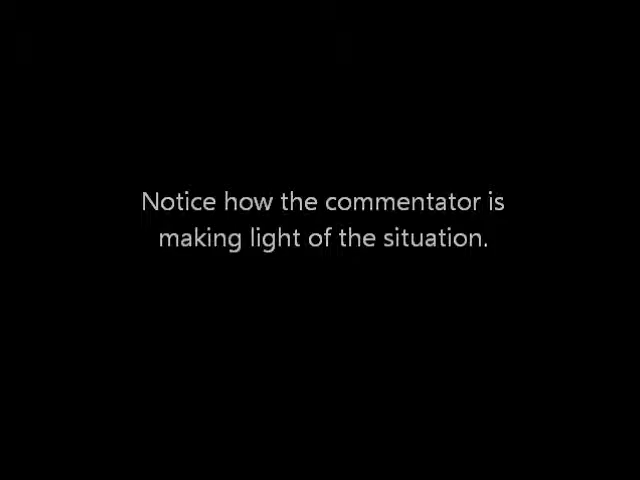 Notice how the commentator is
making light of the situation.